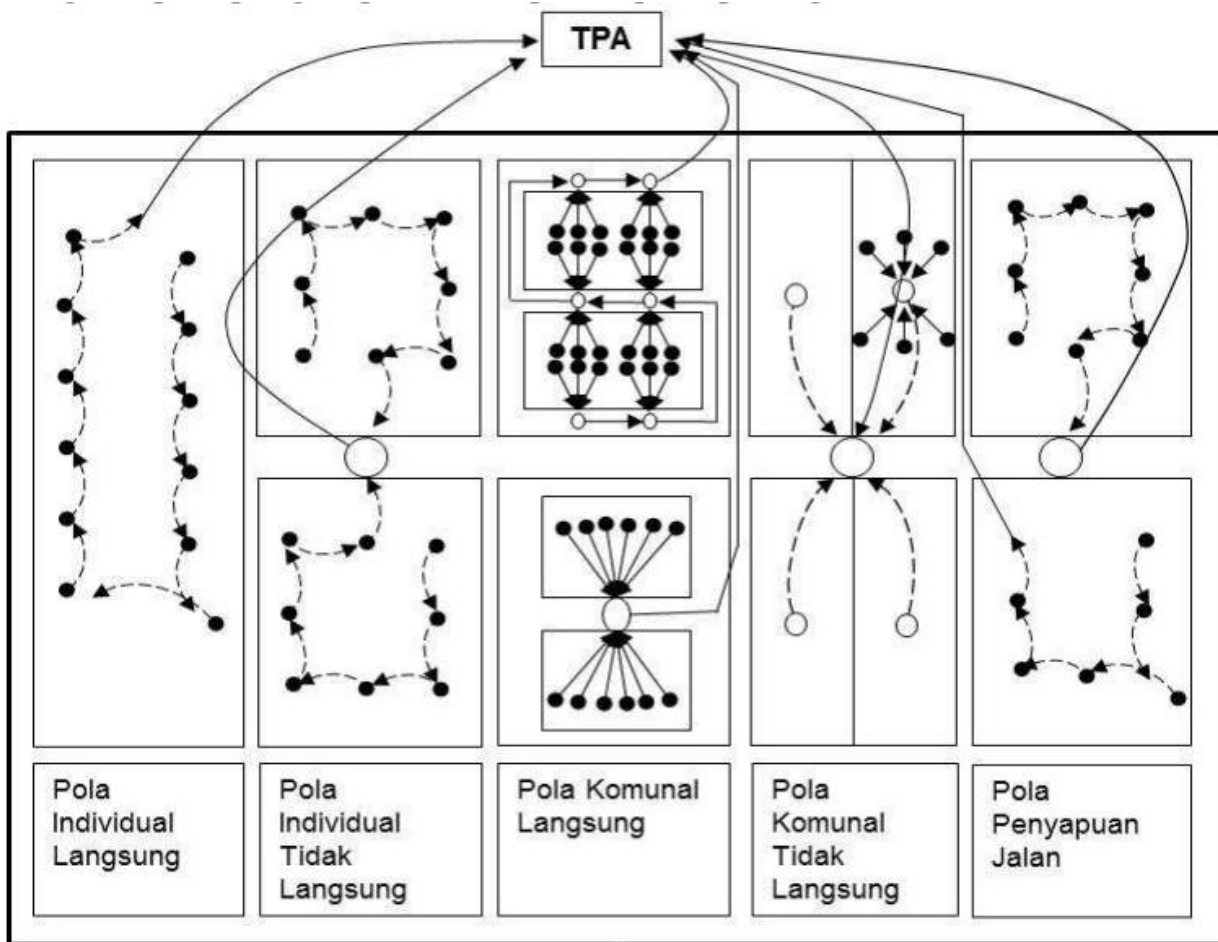 TPA
Pola
Individual
Langsung
Pola
Individual
Tidak
Langsung
Pola Komunal
Langsung
Pola
Komunal
Tidak
Langsung
Pola
Penyapuan
Jalan